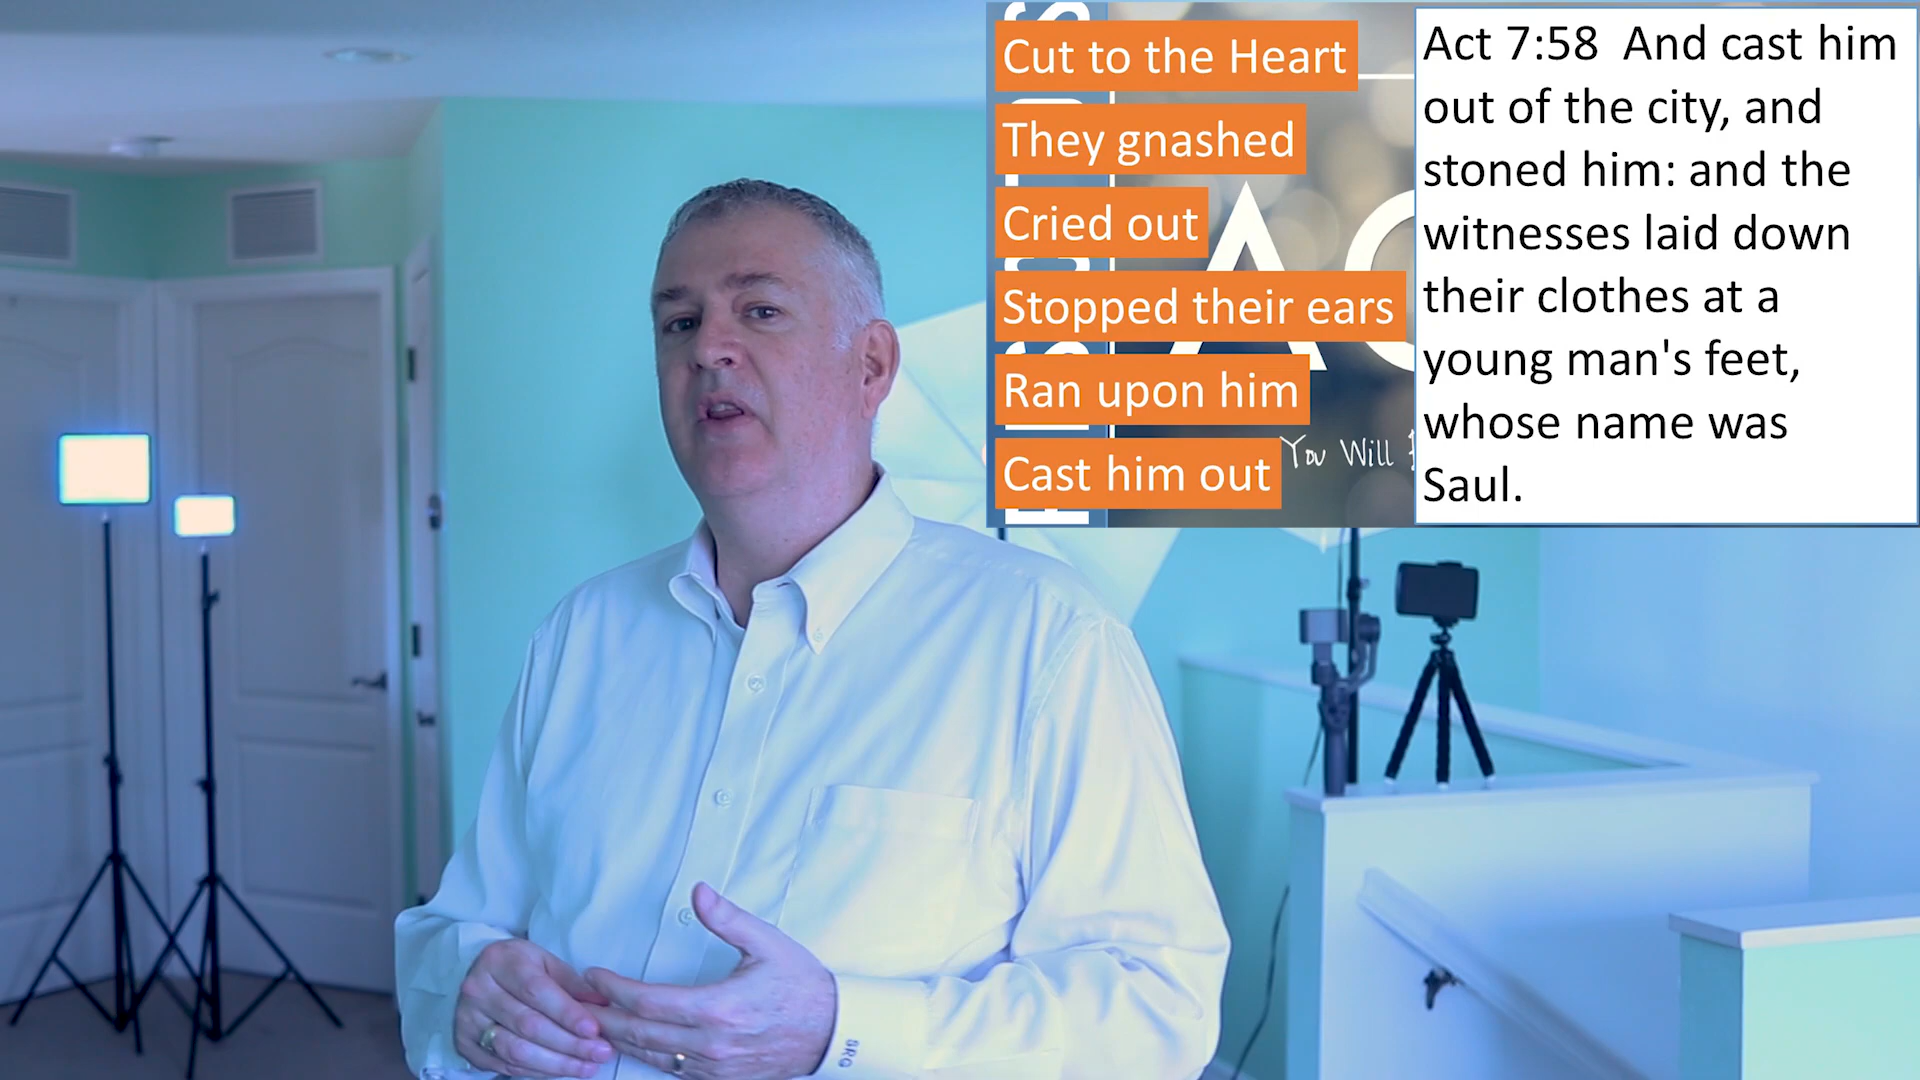 Cut to the Heart
They gnashed
Cried out
Stopped their ears
Ran upon him
Cast him out
You Will
Act 7:58  And cast him
out of the city, and
stoned him: and the
witnesses laid down
their clothes at a
young man's feet,
whose name was
Saul.
SRG